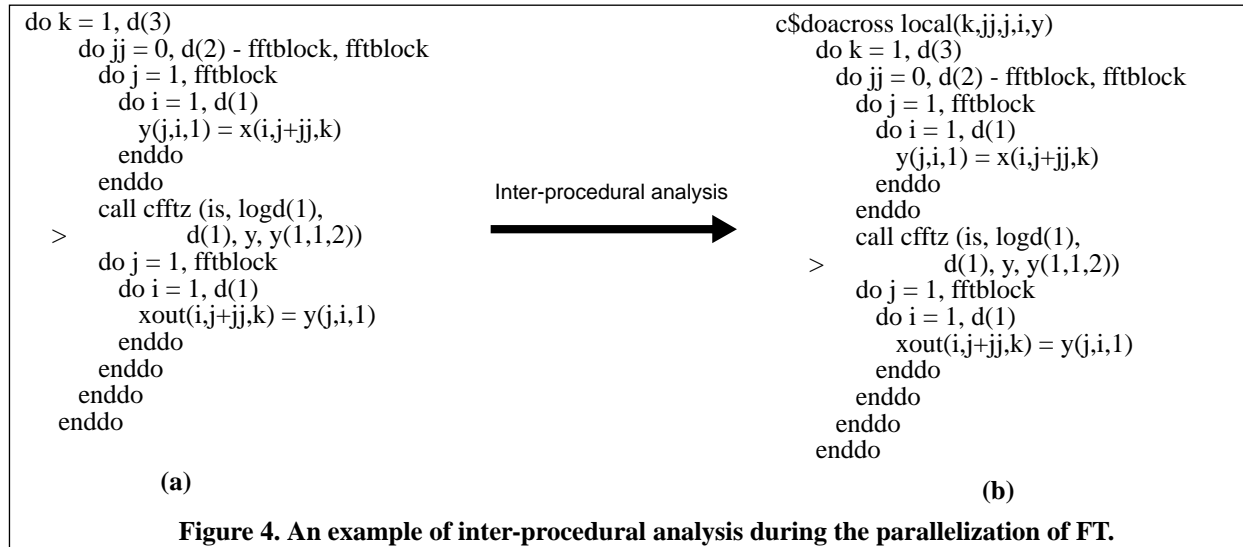 do k = 1, d(3)
do jj = 0, d(2) - fftblock, fftblock
do j = 1, fftblock
do i = 1, d(1)
y(j,i,1) = x(i,j+jj,k)
enddo
enddo
call cfftz (is, logd(1),
> d(1), y, y(1,1,2))
do j = 1, fftblock
do i = 1, d(1)
xout(i,j+jj,k) = y(j,i,1)
enddo
enddo
enddo
enddo
(a)
Inter-procedural analysis
c$doacross local(k,jj,j,i,y)
do k = 1, d(3)
do jj = 0, d(2) - fftblock, fftblock
do j = 1, fftblock
do i = 1, d(1)
y(j,i,1) = x(i,j+jj,k)
enddo
enddo
call cfftz (is, logd(1),
> d(1), y, y(1,1,2))
do j = 1, fftblock
do i = 1, d(1)
xout(i,j+jj,k) = y(j,i,1)
enddo
enddo
enddo
enddo
(b)
Figure 4. An example of inter-procedural analysis during the parallelization of FT.